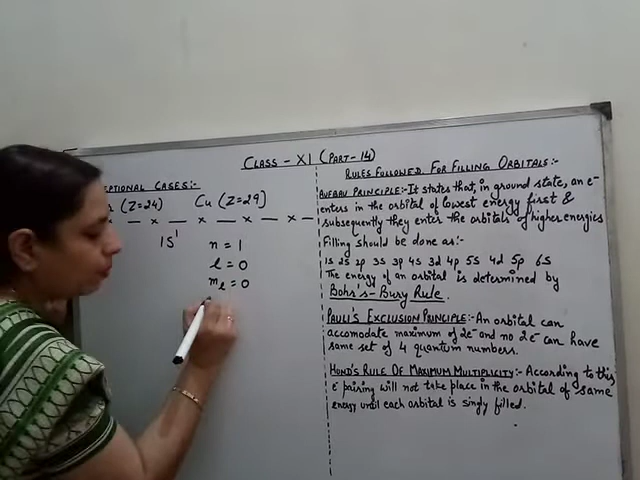 CLASS - XI (PART-14)
EPTIONAL CASES:-
(Z=24) Cu (Z=29)
— × — × — × — × —
1S¹ n = 1
l = 0
mℓ = 0
RULES FOLLOWED FOR FILLING ORBITALS:-
AUFBAU PRINCIPLE:- It states that, in ground state, an e⁻
enters in the orbital of lowest energy first &
subsequently they enter the orbitals of higher energies
Filling should be done as:-
1s 2s 2p 3s 3p 4s 3d 4p 5s 4d 5p 6s
The energy of an orbital is determined by
Bohr's-Bury Rule.
PAULI'S EXCLUSION PRINCIPLE:- An orbital can
accomodate maximum of 2e⁻ and no 2e⁻ can have
same set of 4 quantum numbers.
HUND'S RULE OF MAXIMUM MULTIPLICITY:- According to this
e⁻ pairing will not take place in the orbital of same
energy until each orbital is singly filled.